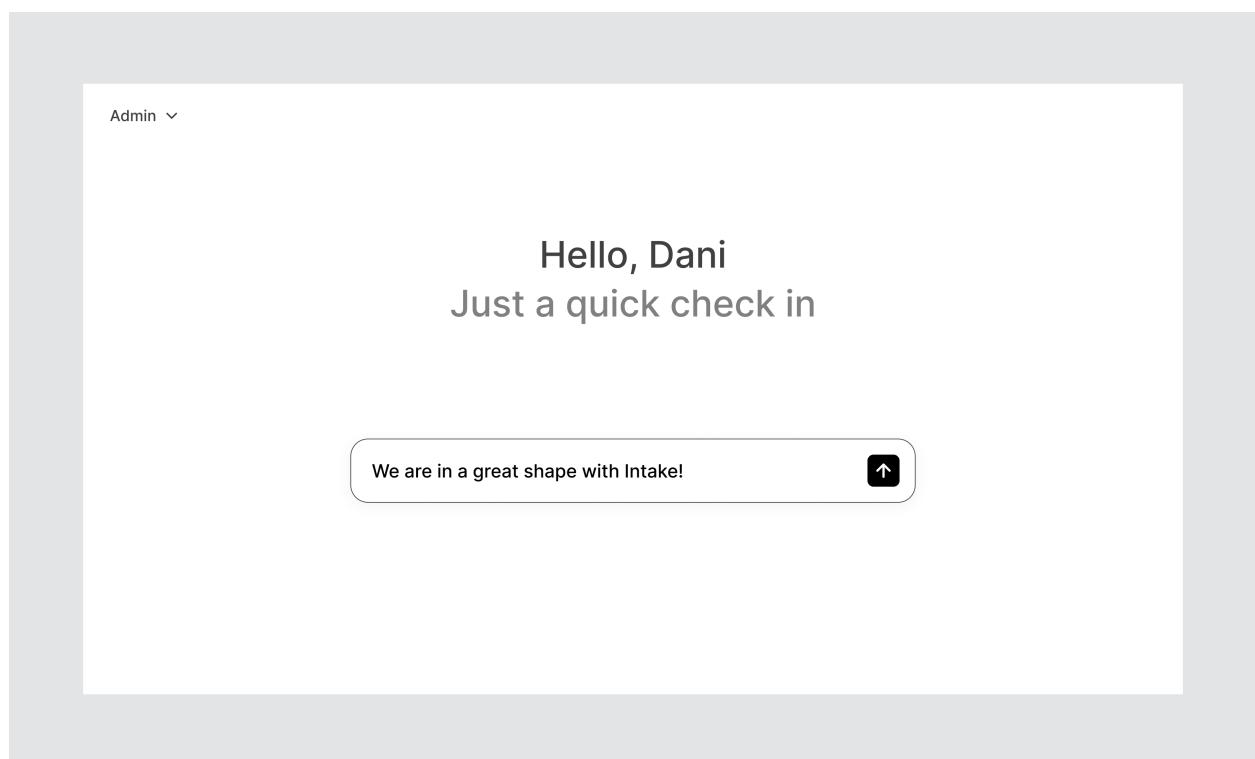 Admin
Hello, Dani
Just a quick check in
We are in a great shape with Intake!